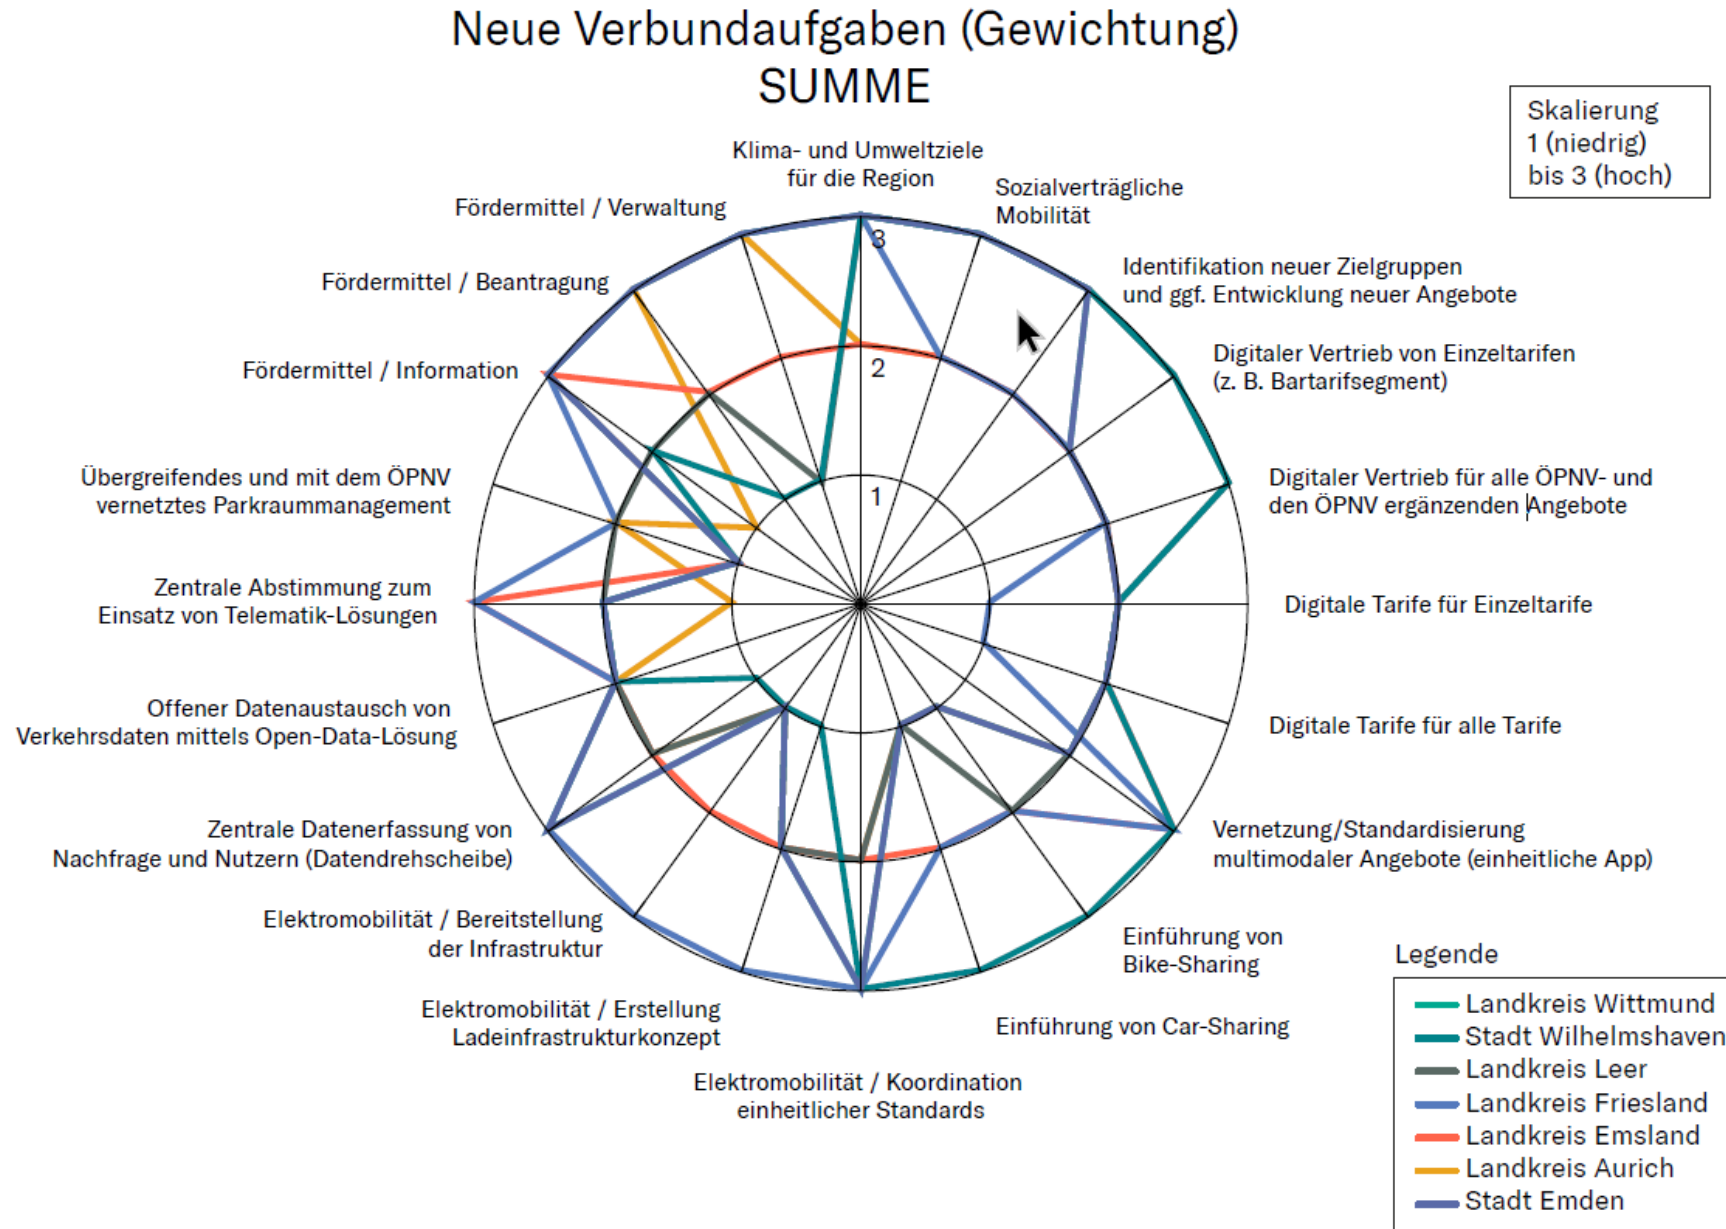 Neue Verbundaufgaben (Gewichtung)
SUMME
Skalierung
1 (niedrig)
bis 3 (hoch)
Klima- und Umweltziele
für die Region
Sozialverträgliche
Mobilität
Identifikation neuer Zielgruppen
und ggf. Entwicklung neuer Angebote
Digitaler Vertrieb von Einzeltarifen
(z. B. Bartarifsegment)
Digitaler Vertrieb für alle ÖPNV- und
den ÖPNV ergänzenden Angebote
Digitale Tarife für Einzeltarife
Digitale Tarife für alle Tarife
Vernetzung/Standardisierung
multimodaler Angebote (einheitliche App)
Einführung von
Bike-Sharing
Einführung von Car-Sharing
Elektromobilität / Koordination
einheitlicher Standards
Elektromobilität / Erstellung
Ladeinfrastrukturkonzept
Elektromobilität / Bereitstellung
der Infrastruktur
Zentrale Datenerfassung von
Nachfrage und Nutzern (Datendrehscheibe)
Offener Datenaustausch von
Verkehrsdaten mittels Open-Data-Lösung
Zentrale Abstimmung zum
Einsatz von Telematik-Lösungen
Übergreifendes und mit dem ÖPNV
vernetztes Parkraummanagement
Fördermittel / Information
Fördermittel / Beantragung
Fördermittel / Verwaltung
3
2
1
Legende
Landkreis Wittmund
Stadt Wilhelmshaven
Landkreis Leer
Landkreis Friesland
Landkreis Emsland
Landkreis Aurich
Stadt Emden